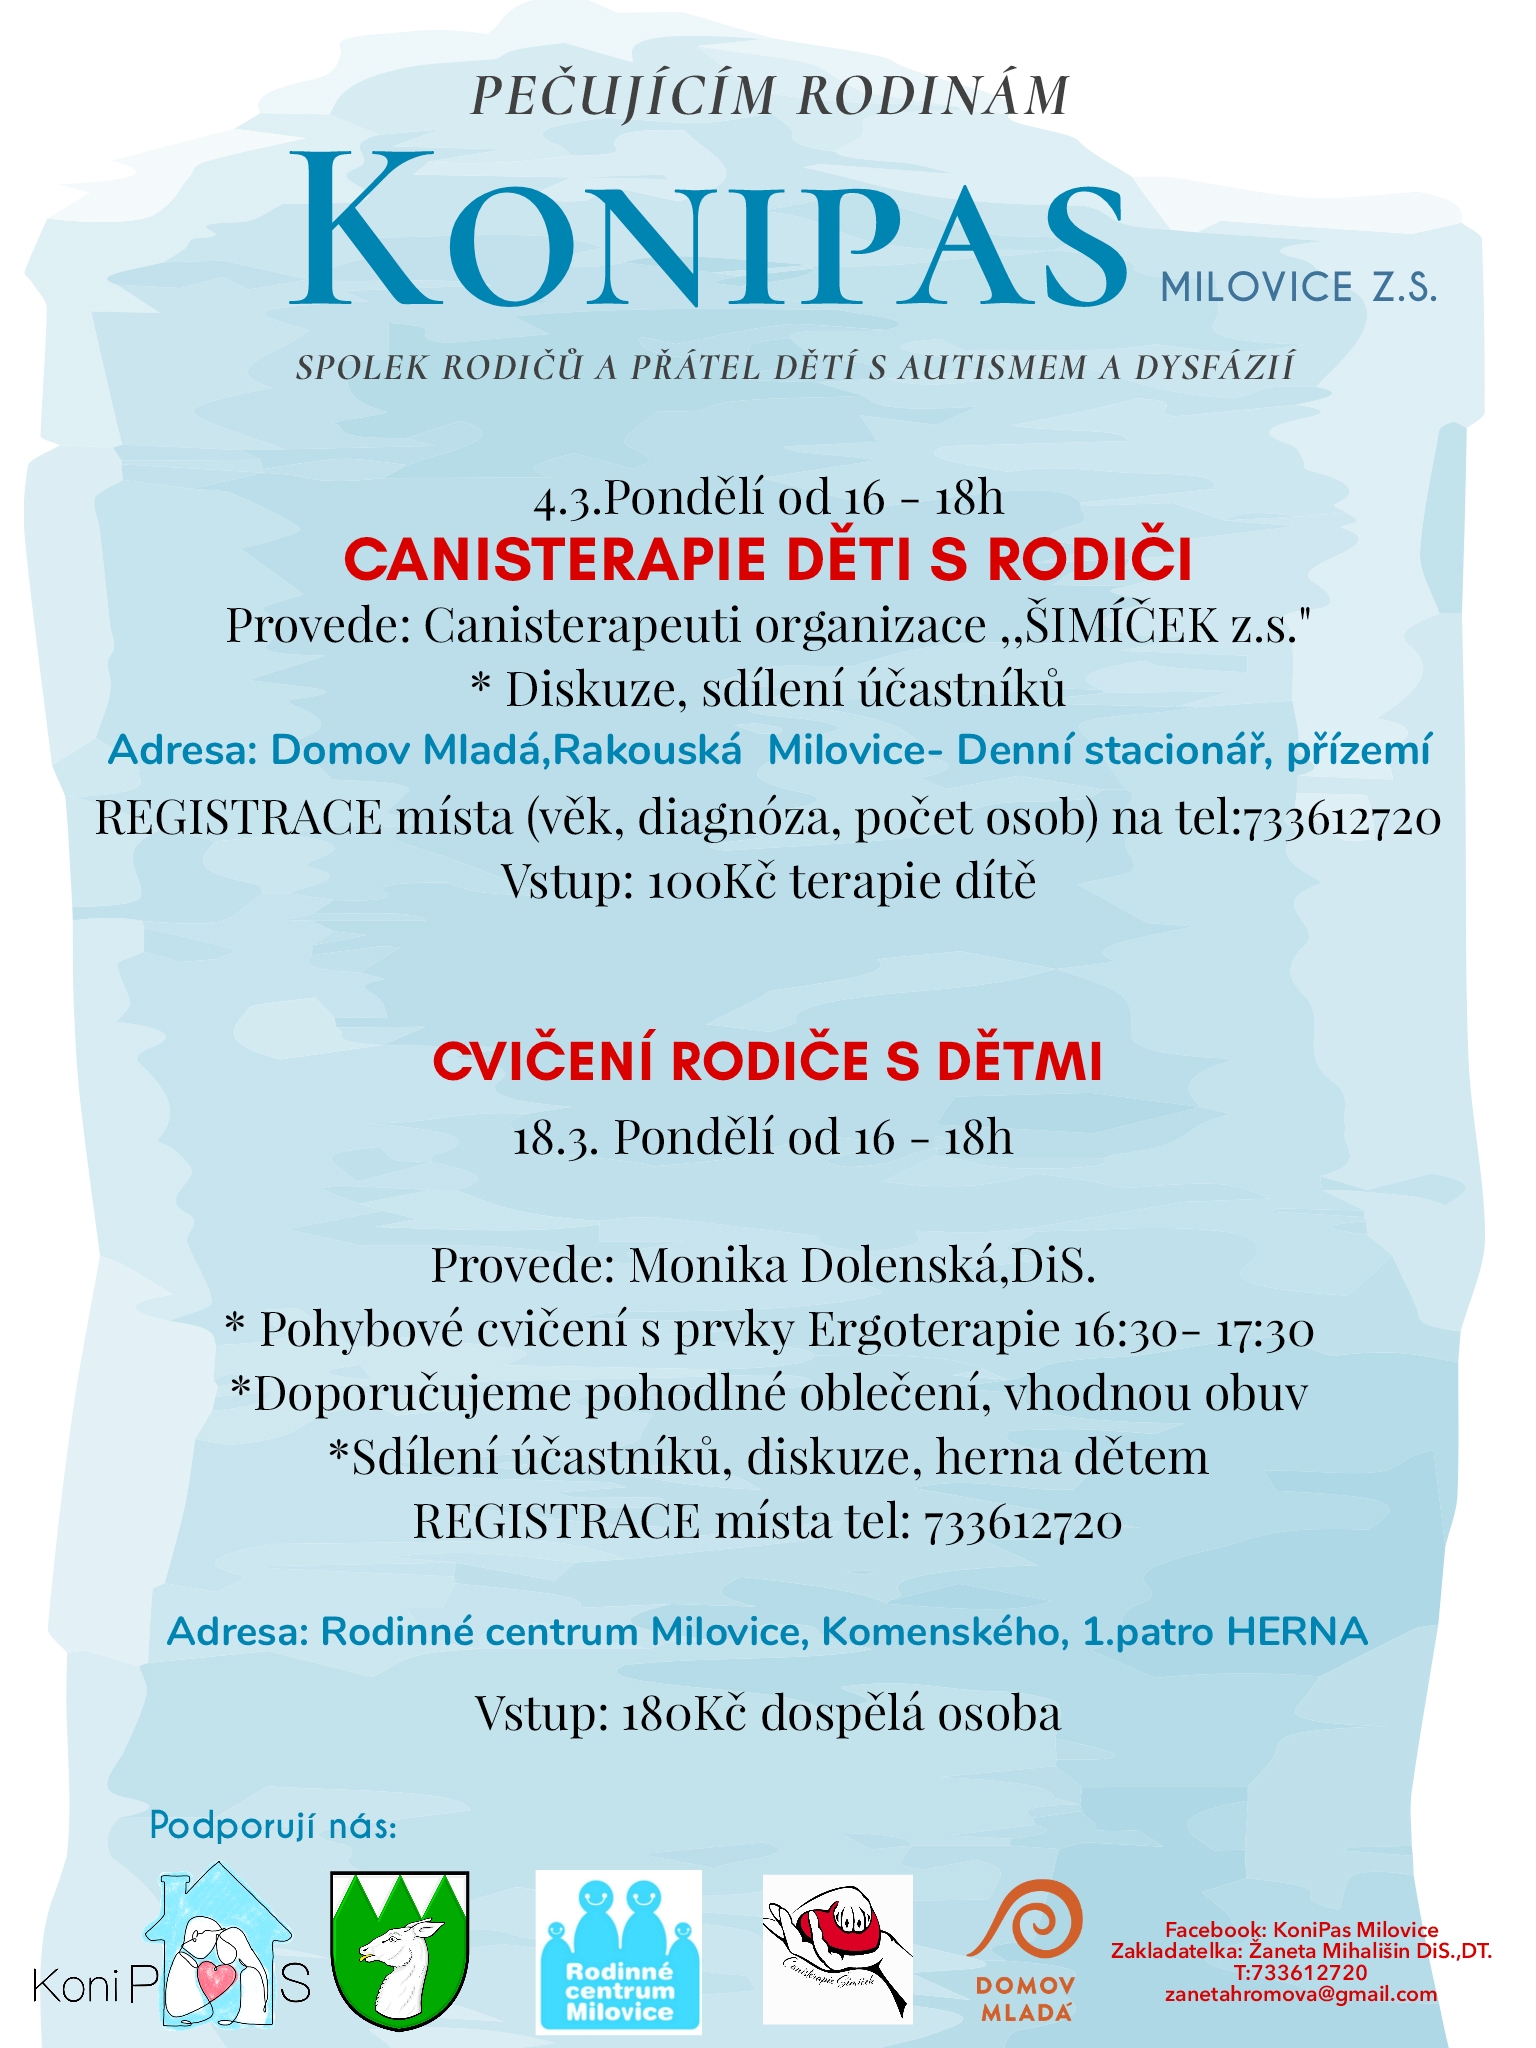 PEČUJÍCÍM RODINÁM
KONIPAS MILOVICE Z.S.
SPOLEK RODIČŮ A PŘÁTEL DĚTÍ S AUTISMEM A DYSFÁZIÍ
4.3.Pondělí od 16 - 18h
CANISTERAPIE DĚTI S RODIČI
Provede: Canisterapeuti organizace ,,ŠIMÍČEK z.s."
* Diskuze, sdílení účastníků
Adresa: Domov Mladá,Rakouská  Milovice- Denní stacionář, přízemí
REGISTRACE místa (věk, diagnóza, počet osob) na tel:733612720
Vstup: 100Kč terapie dítě
CVIČENÍ RODIČE S DĚTMI
18.3. Pondělí od 16 - 18h
Provede: Monika Dolenská,DiS.
* Pohybové cvičení s prvky Ergoterapie 16:30- 17:30
*Doporučujeme pohodlné oblečení, vhodnou obuv
*Sdílení účastníků, diskuze, herna dětem
REGISTRACE místa tel: 733612720
Adresa: Rodinné centrum Milovice, Komenského, 1.patro HERNA
Vstup: 180Kč dospělá osoba
Podporují nás:
KoniPAS
Rodinné
centrum
Milovice
Canisterapie Šimíček
DOMOV
MLADÁ
Facebook: KoniPas Milovice
Zakladatelka: Žaneta Mihališin DiS.,DT.
T:733612720
zanetahromova@gmail.com